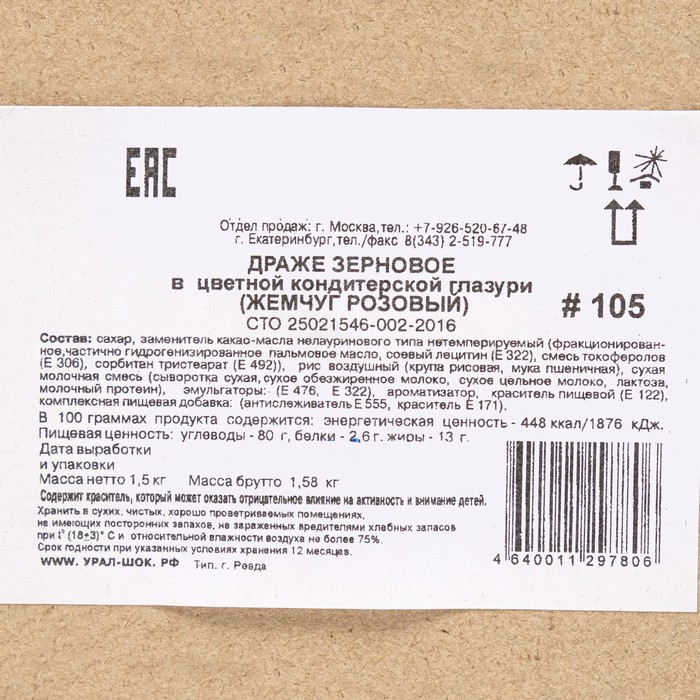 ЕАС
Отдел продаж: г. Москва,тел.: +7-926-520-67-48
г. Екатеринбург,тел./факс 8(343) 2-519-777
ДРАЖЕ ЗЕРНОВОЕ
в цветной кондитерской глазури
(ЖЕМЧУГ РОЗОВЫЙ)
# 105
СТО 25021546-002-2016
Состав: сахар, заменитель какао-масла нелауринового типа нетемперируемый (фракционирован-
ное,частично гидрогенизированное пальмовое масло, соевый лецитин (Е 322), смесь токоферолов
(Е 306), сорбитан тристеарат (Е 492)), рис воздушный (крупа рисовая, мука пшеничная), сухая
молочная смесь (сыворотка сухая,сухое обезжиренное молоко, сухое цельное молоко, лактоза,
молочный протеин), эмульгаторы: (Е 476, Е 322), ароматизатор, краситель пищевой (Е 122),
комплексная пищевая добавка: (антислеживатель Е 555, краситель Е 171).
В 100 граммах продукта содержится: энергетическая ценность - 448 ккал/1876 кДж.
Пищевая ценность: углеводы - 80 г, белки - 2,6 г. жиры - 13 г.
Дата выработки
и упаковки
Масса нетто 1,5 кг Масса брутто 1,58 кг
Содержит краситель, который может оказать отрицательное влияние на активность и внимание детей.
Хранить в сухих, чистых, хорошо проветриваемых помещениях,
не имеющих посторонних запахов, не зараженных вредителями хлебных запасов
при t° (18±3)° С и относительной влажности воздуха не более 75%.
Срок годности при указанных условиях хранения 12 месяцев.
WWW. УРАЛ-ШОК. РФ Тип. г. Ревда
4 640011 297806